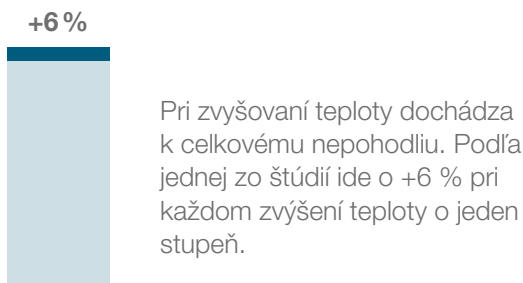 +6 %
Pri zvyšovaní teploty dochádza
k celkovému nepohodliu. Podľa
jednej zo štúdií ide o +6 % pri
každom zvýšení teploty o jeden
stupeň.